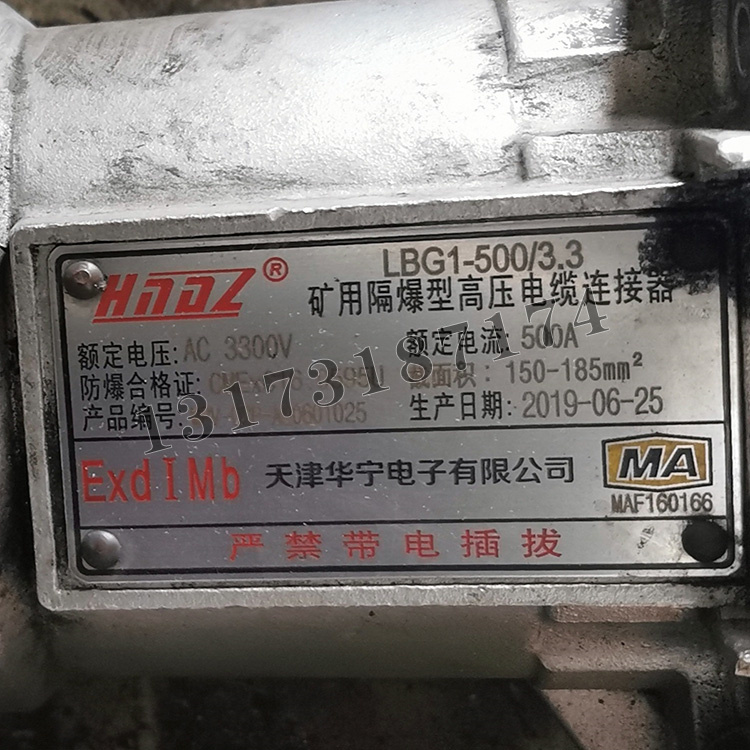 HNDZ®
LBG1-500/3.3
矿用隔爆型高压电缆连接器
额定电压: AC 3300V 额定电流: 500A
防爆合格证: 截面积: 150-185mm²
产品编号: 生产日期: 2019-06-25
13173187174
ExdⅠMb 天津华宁电子有限公司 MA
MAF160166
严禁带电插拔